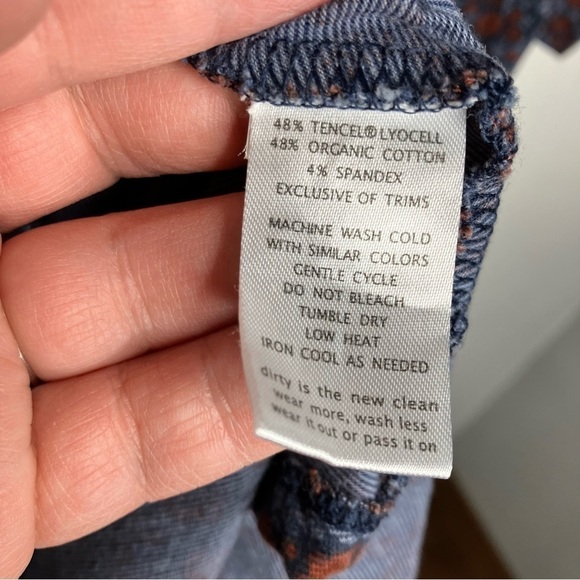 48% TENCEL®LYOCELL
48% ORGANIC COTTON
4% SPANDEX
EXCLUSIVE OF TRIMS
MACHINE WASH COLD
WITH SIMILAR COLORS
GENTLE CYCLE
DO NOT BLEACH
TUMBLE DRY
LOW HEAT
IRON COOL AS NEEDED
dirty is the new clean
wear more, wash less
wear it out or pass it on